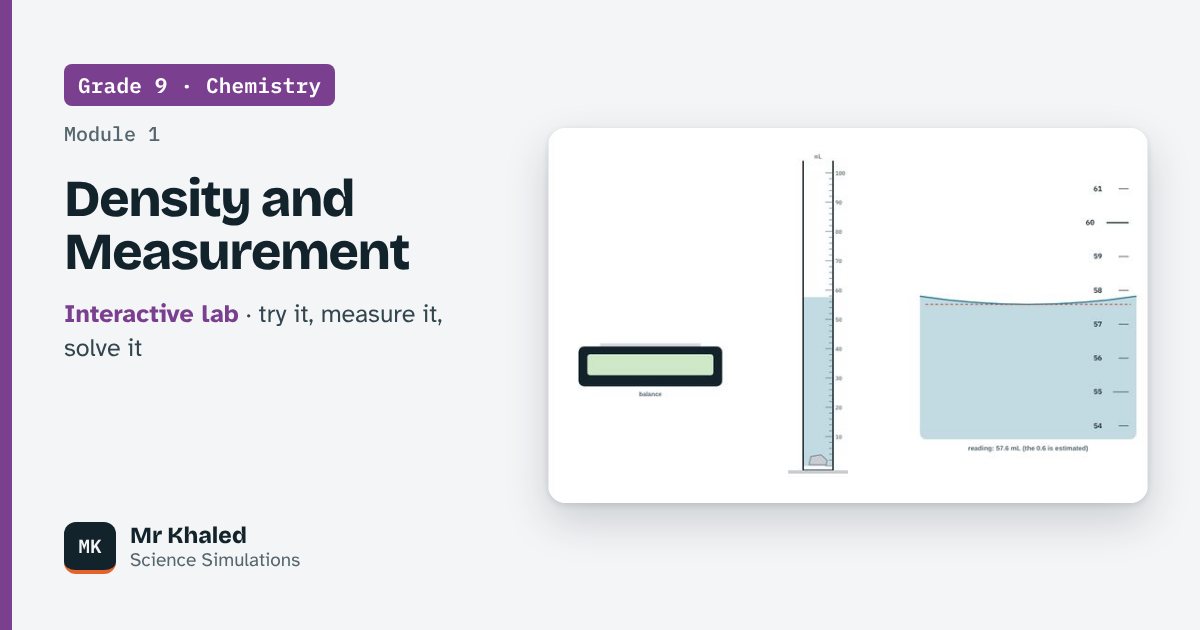 Grade 9 · Chemistry
Module 1
Density and
Measurement
Interactive lab · try it, measure it,
solve it
MK
Mr Khaled
Science Simulations
balance
mL
100
90
80
70
60
50
40
30
20
10
61
60
59
58
57
56
55
54
reading: 57.6 mL (the 0.6 is estimated)